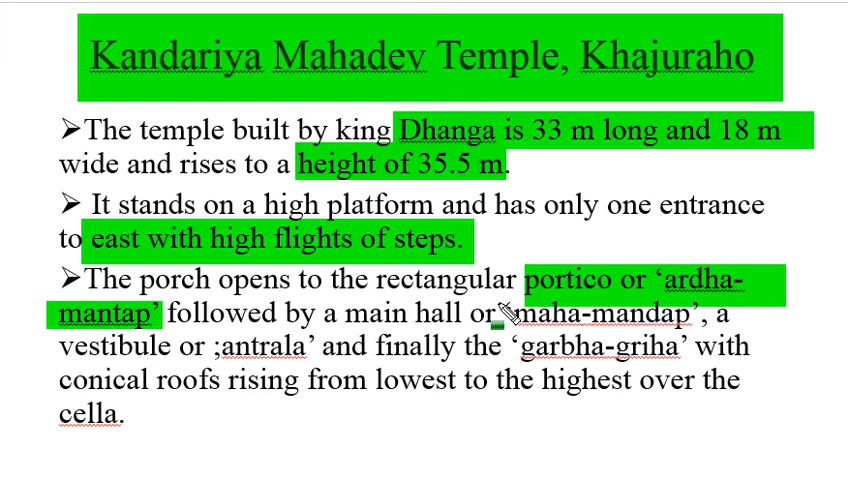 Kandariya Mahadev Temple, Khajuraho
➢The temple built by king Dhanga is 33 m long and 18 m
wide and rises to a height of 35.5 m.
➢ It stands on a high platform and has only one entrance
to east with high flights of steps.
➢The porch opens to the rectangular portico or ‘ardha-
mantap’ followed by a main hall or ‘maha-mandap’, a
vestibule or ;antrala’ and finally the ‘garbha-griha’ with
conical roofs rising from lowest to the highest over the
cella.